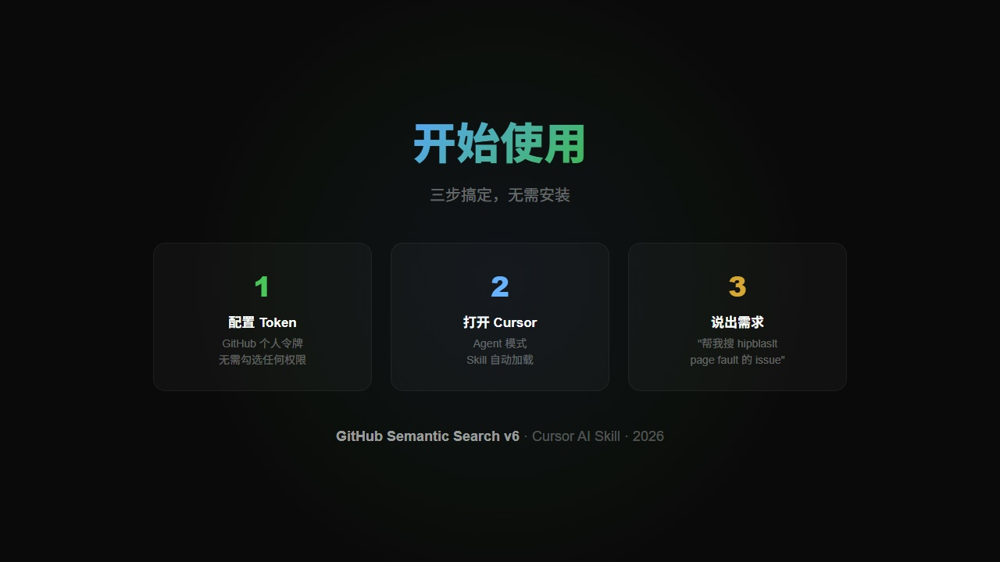 开始使用
三步搞定，无需安装
1
配置 Token
GitHub 个人令牌
无需勾选任何权限
2
打开 Cursor
Agent 模式
Skill 自动加载
3
说出需求
"帮我搜 hipblaslt
page fault 的 issue"
GitHub Semantic Search v6 · Cursor AI Skill · 2026